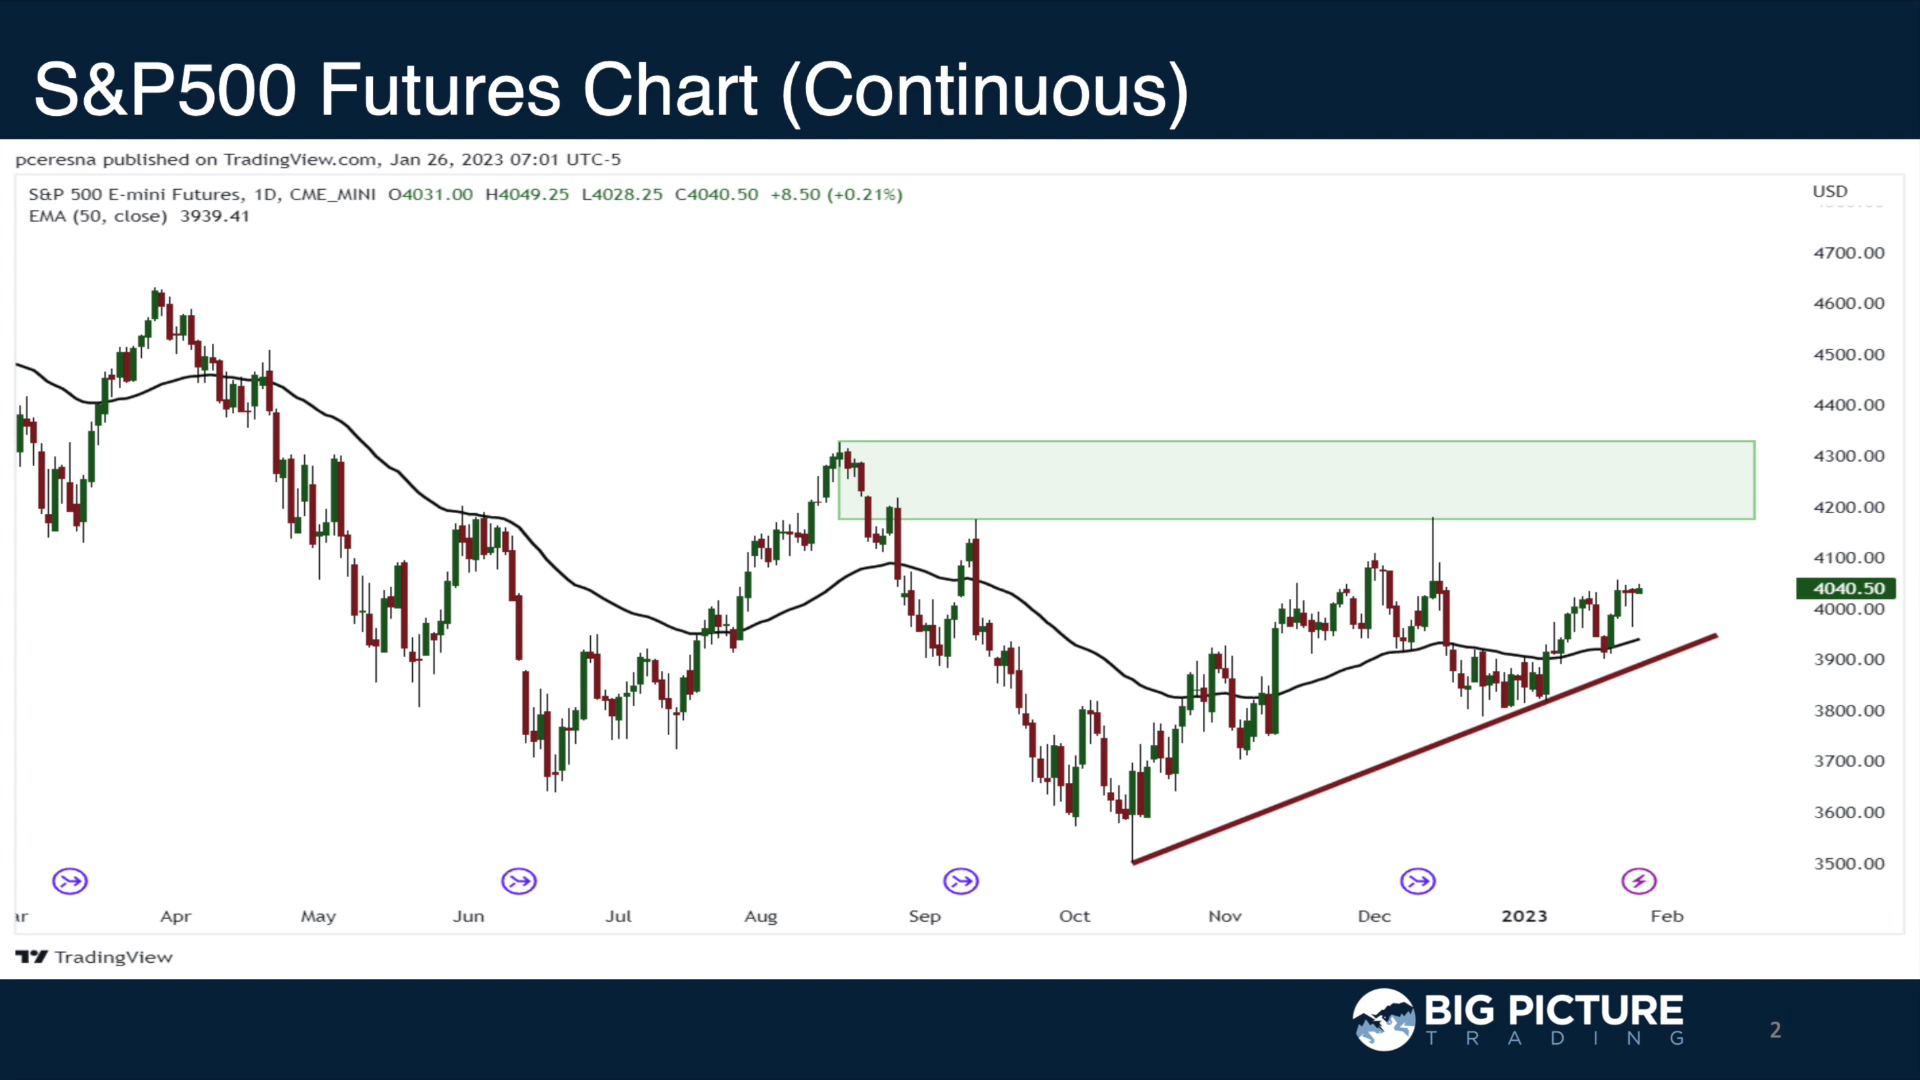 S&P500 Futures Chart (Continuous)
pceresna published on TradingView.com, Jan 26, 2023 07:01 UTC-5
S&P 500 E-mini Futures, 1D, CME_MINI O4031.00 H4049.25 L4028.25 C4040.50 +8.50 (+0.21%)
EMA (50, close) 3939.41
USD
4700.00
4600.00
4500.00
4400.00
4300.00
4200.00
4100.00
4040.50
4000.00
3900.00
3800.00
3700.00
3600.00
3500.00
ar Apr May Jun Jul Aug Sep Oct Nov Dec 2023 Feb
TradingView
BIG PICTURE
TRADING
2